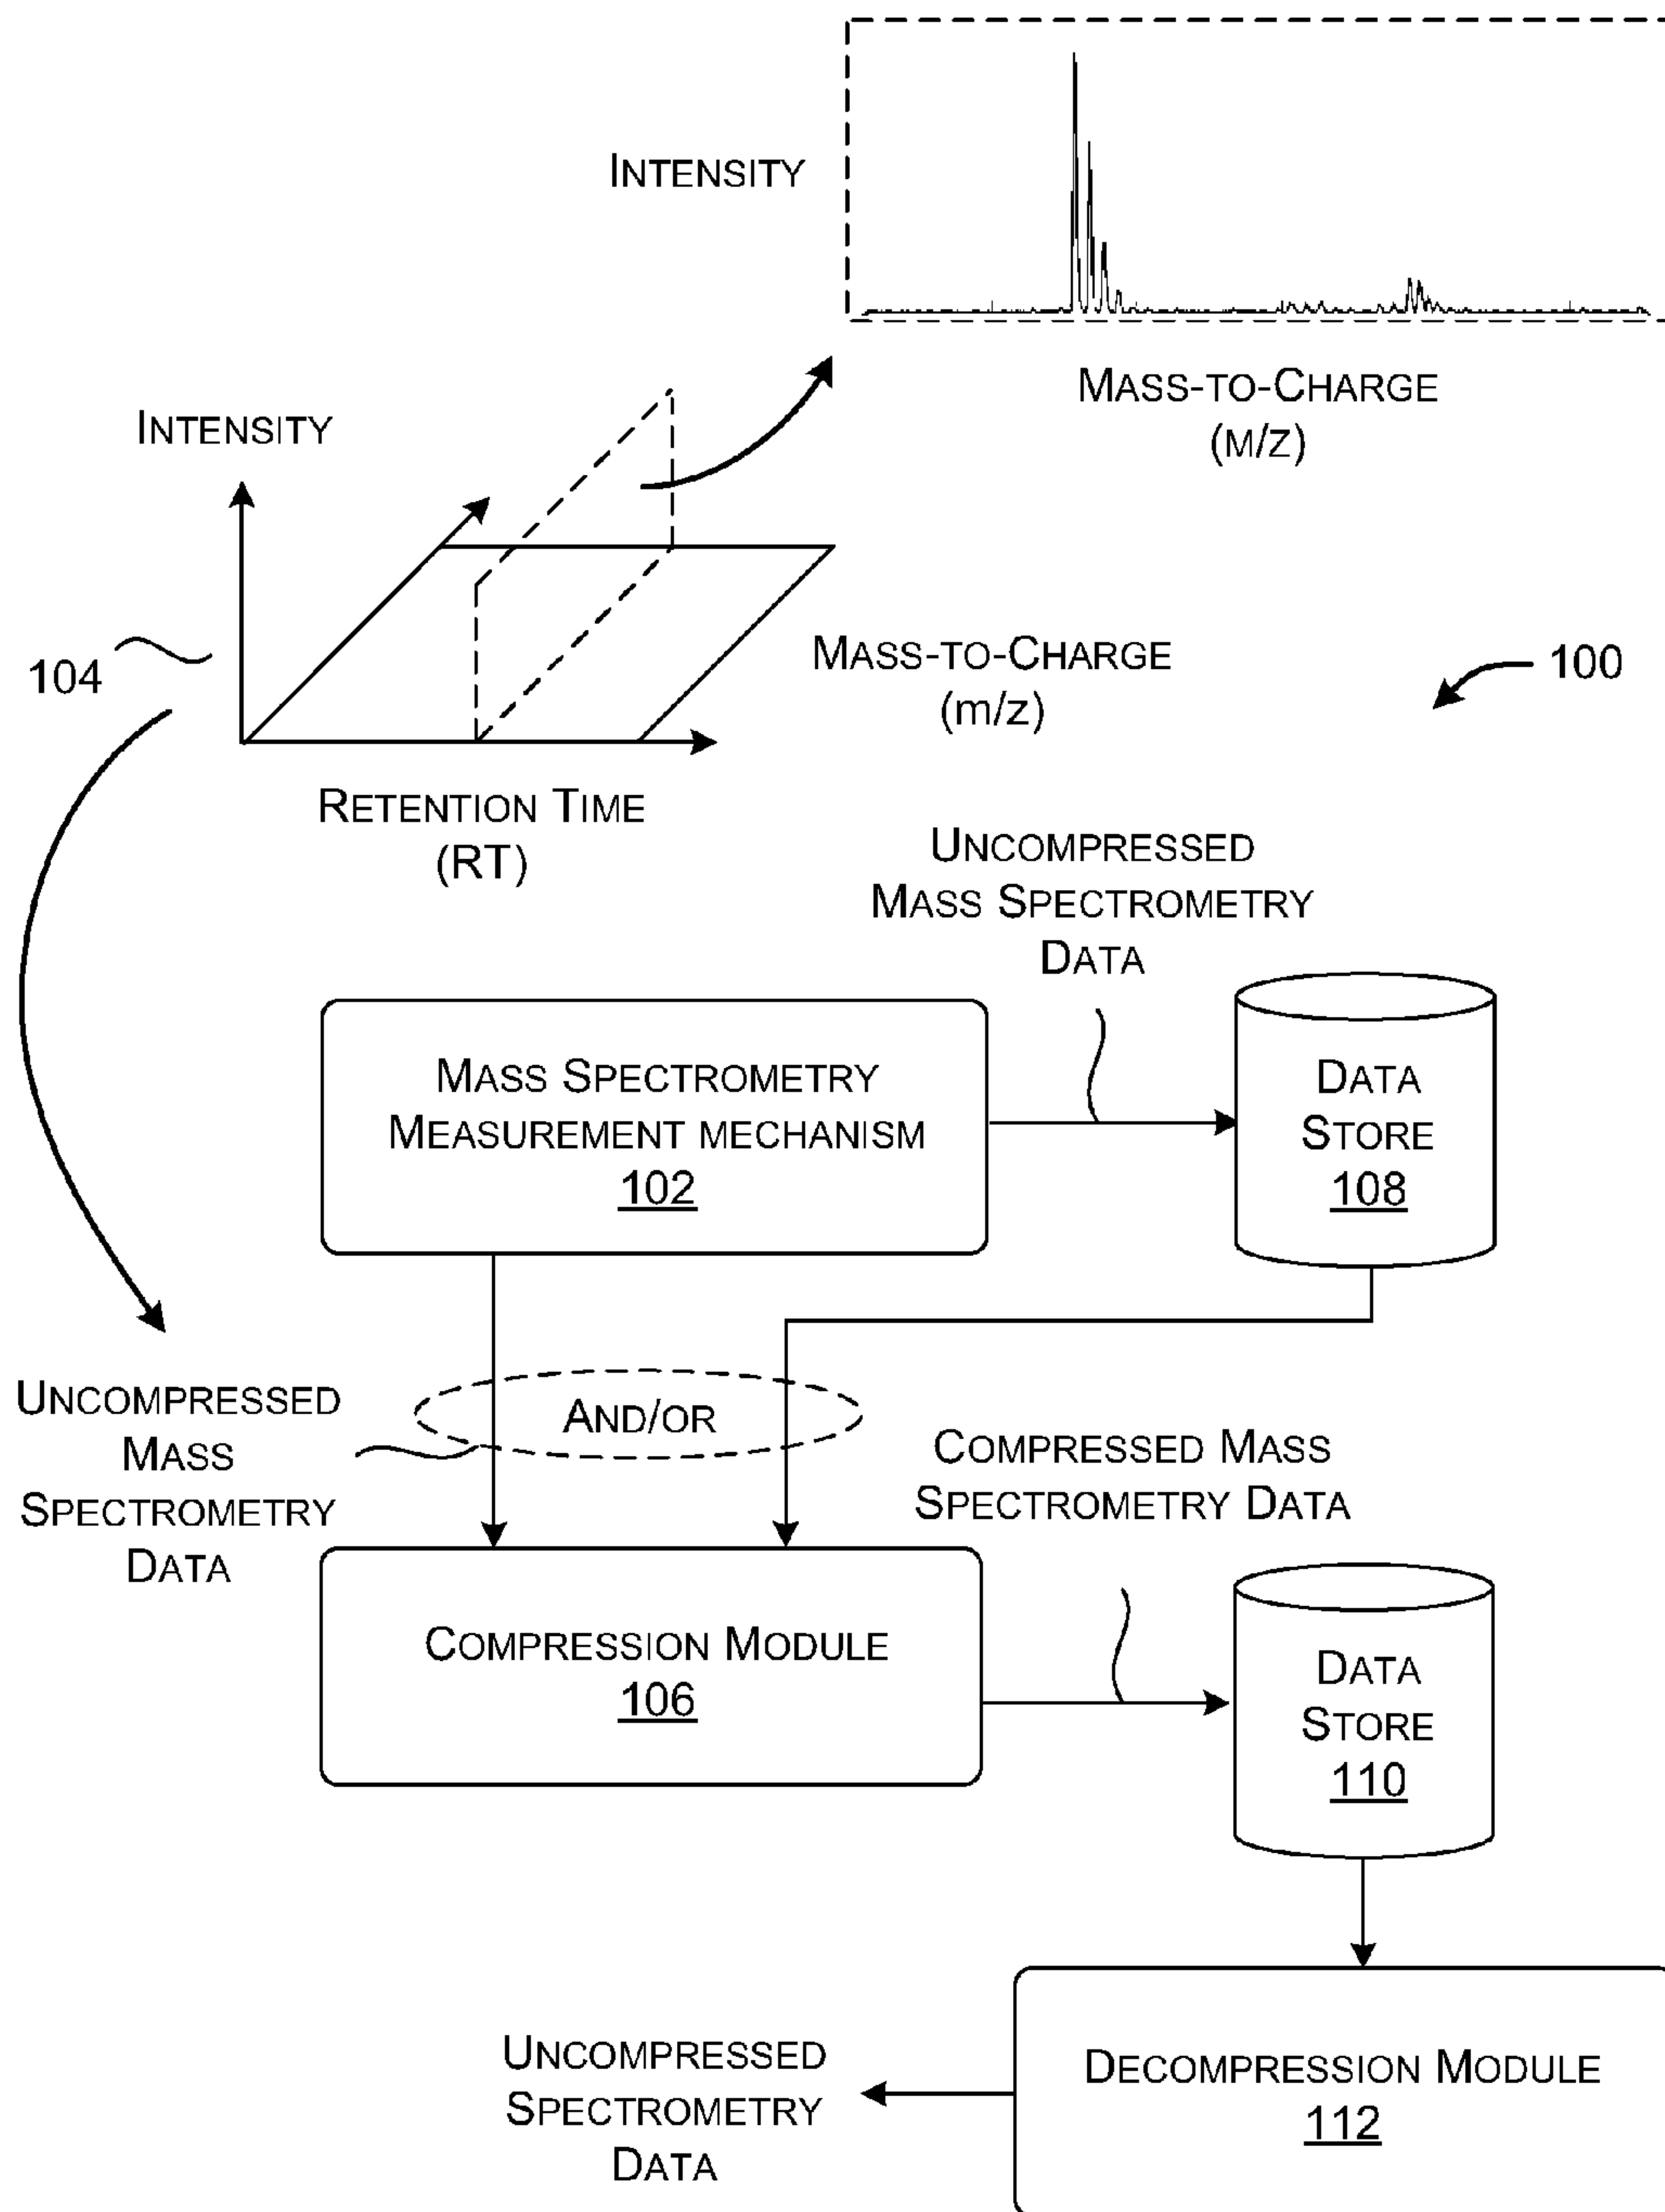 INTENSITY
MASS-TO-CHARGE
(M/Z)
INTENSITY
104
MASS-TO-CHARGE
(m/z)
100
RETENTION TIME
(RT)
UNCOMPRESSED
MASS SPECTROMETRY
DATA
MASS SPECTROMETRY
MEASUREMENT MECHANISM
102
DATA
STORE
108
UNCOMPRESSED
MASS
SPECTROMETRY
DATA
AND/OR
COMPRESSED MASS
SPECTROMETRY DATA
COMPRESSION MODULE
106
DATA
STORE
110
UNCOMPRESSED
SPECTROMETRY
DATA
DECOMPRESSION MODULE
112